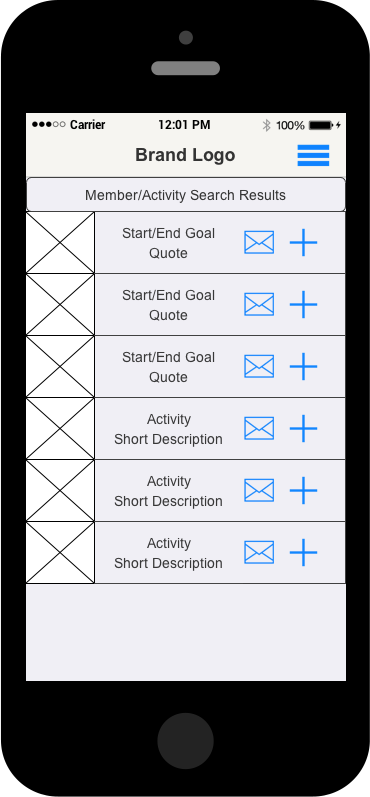 Carrier 12:01 PM 100%
Brand Logo
Member/Activity Search Results
Start/End Goal
Quote
Start/End Goal
Quote
Start/End Goal
Quote
Activity
Short Description
Activity
Short Description
Activity
Short Description